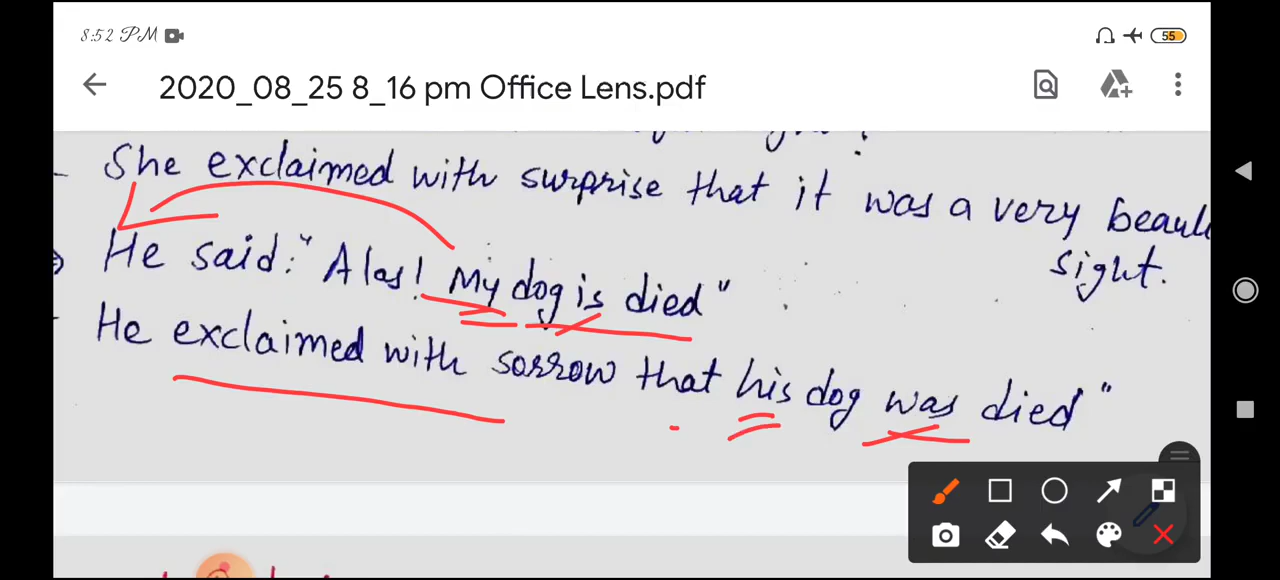 8:52 PM
55
2020_08_25 8_16 pm Office Lens.pdf
She exclaimed with surprise that it was a very
sight.
He said: "Alas! My dog is died"
He exclaimed with sorrow that his dog was died"